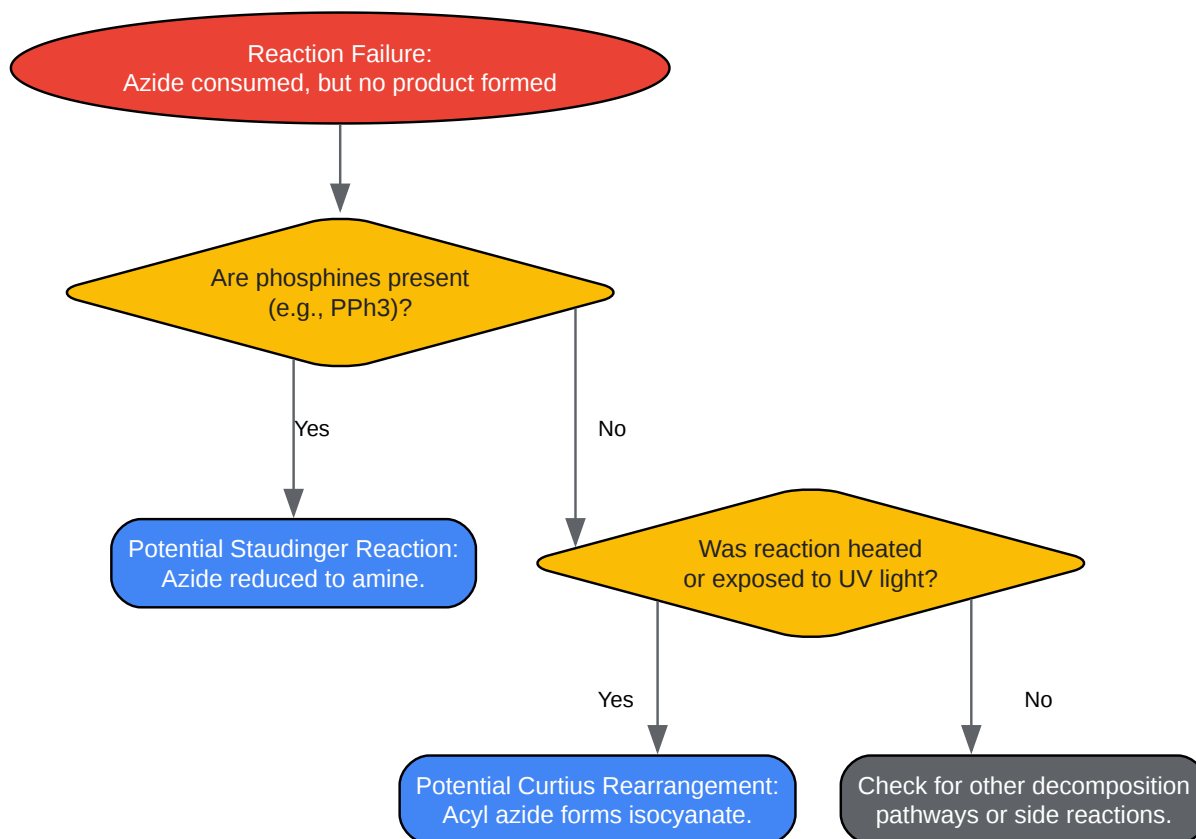 Reaction Failure:
Azide consumed, but no product formed
Are phosphines present
(e.g., PPh3)?
Yes
No
Potential Staudinger Reaction:
Azide reduced to amine.
Was reaction heated
or exposed to UV light?
Yes
No
Potential Curtius Rearrangement:
Acyl azide forms isocyanate.
Check for other decomposition
pathways or side reactions.